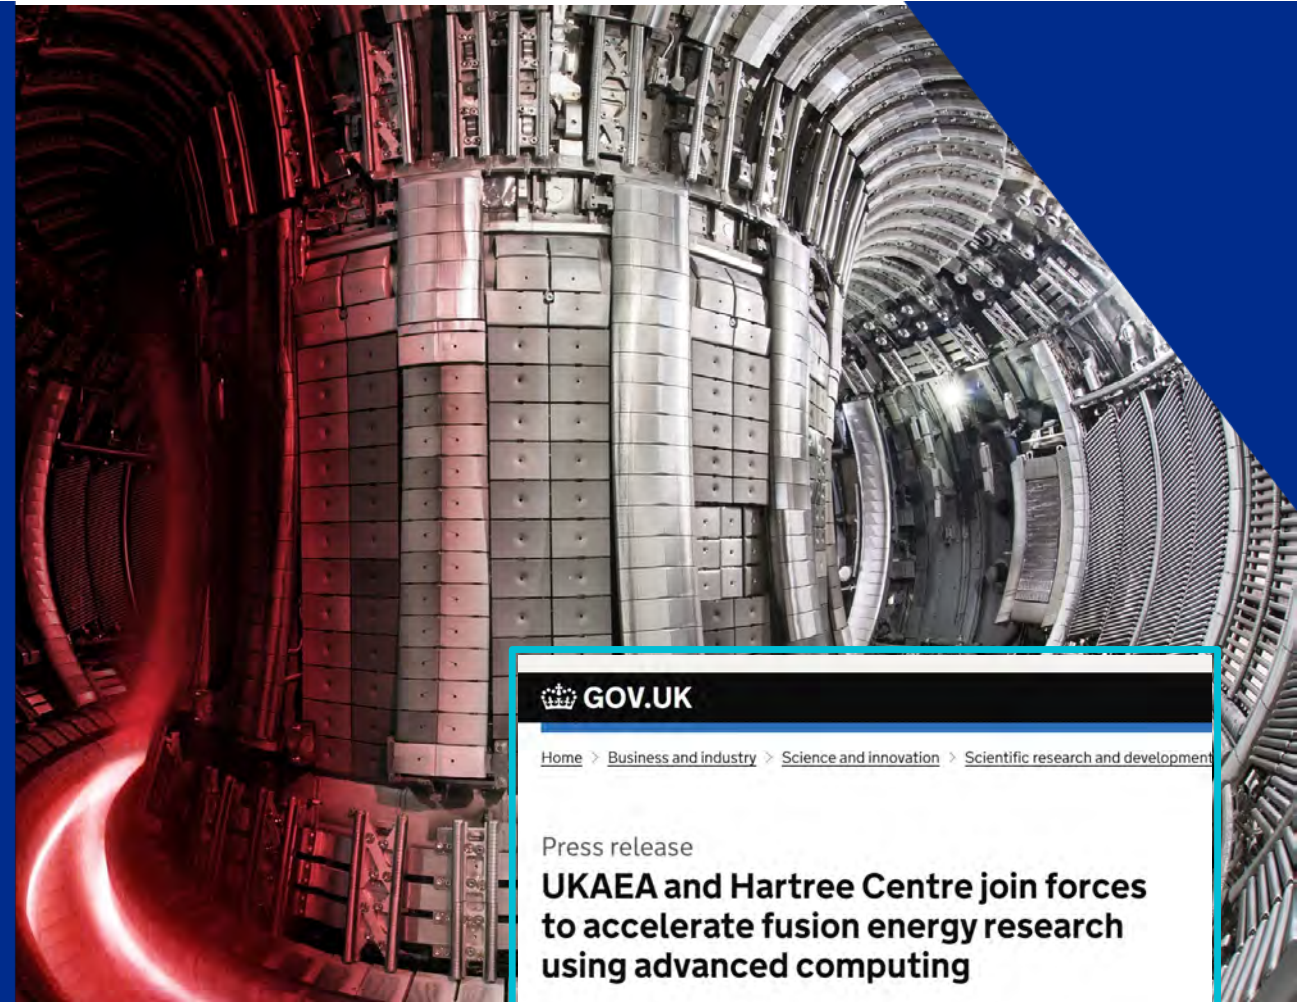 GOV.UK
Home > Business and industry > Science and innovation > Scientific research and development
Press release
UKAEA and Hartree Centre join forces
to accelerate fusion energy research
using advanced computing